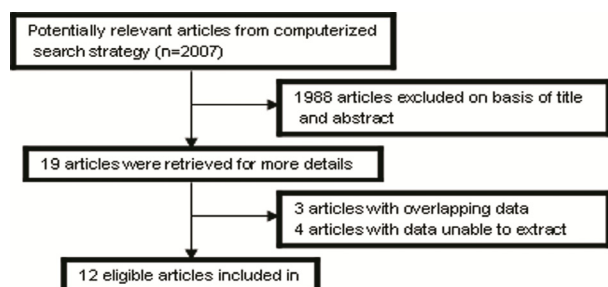 Potentially relevant articles from computerized
search strategy (n=2007)
1988 articles excluded on basis of title
and abstract
19 articles were retrieved for more details
3 articles with overlapping data
4 articles with data unable to extract
12 eligible articles included in